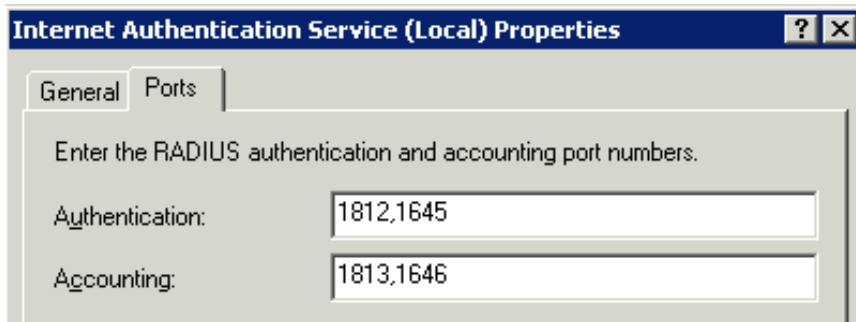 Internet Authentication Service (Local) Properties ? X
General Ports
Enter the RADIUS authentication and accounting port numbers.
Authentication: 1812,1645
Accounting: 1813,1646